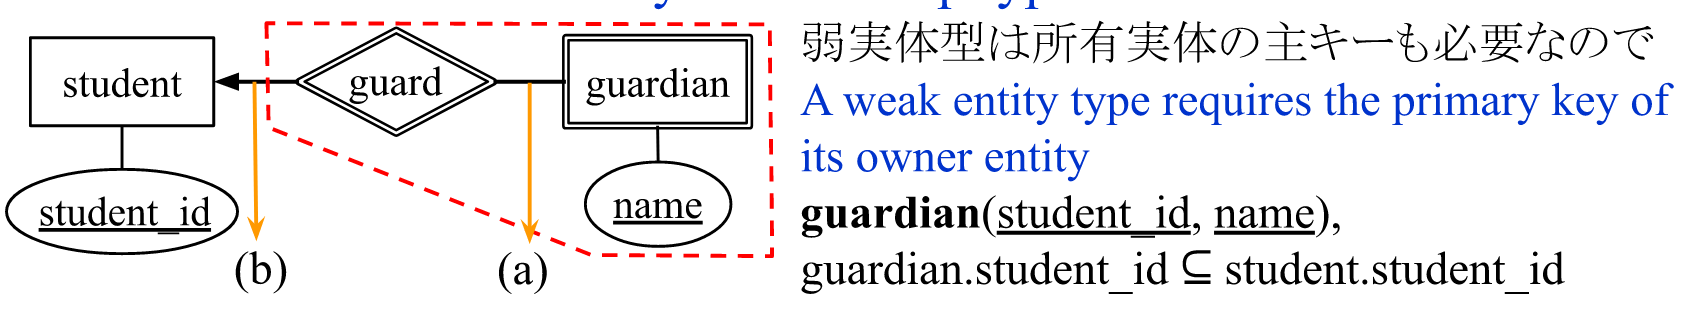 student
guard
guardian
student_id
name
(b)
(a)
弱実体型は所有実体の主キーも必要なので
A weak entity type requires the primary key of
its owner entity
guardian(student_id, name),
guardian.student_id ⊆ student.student_id